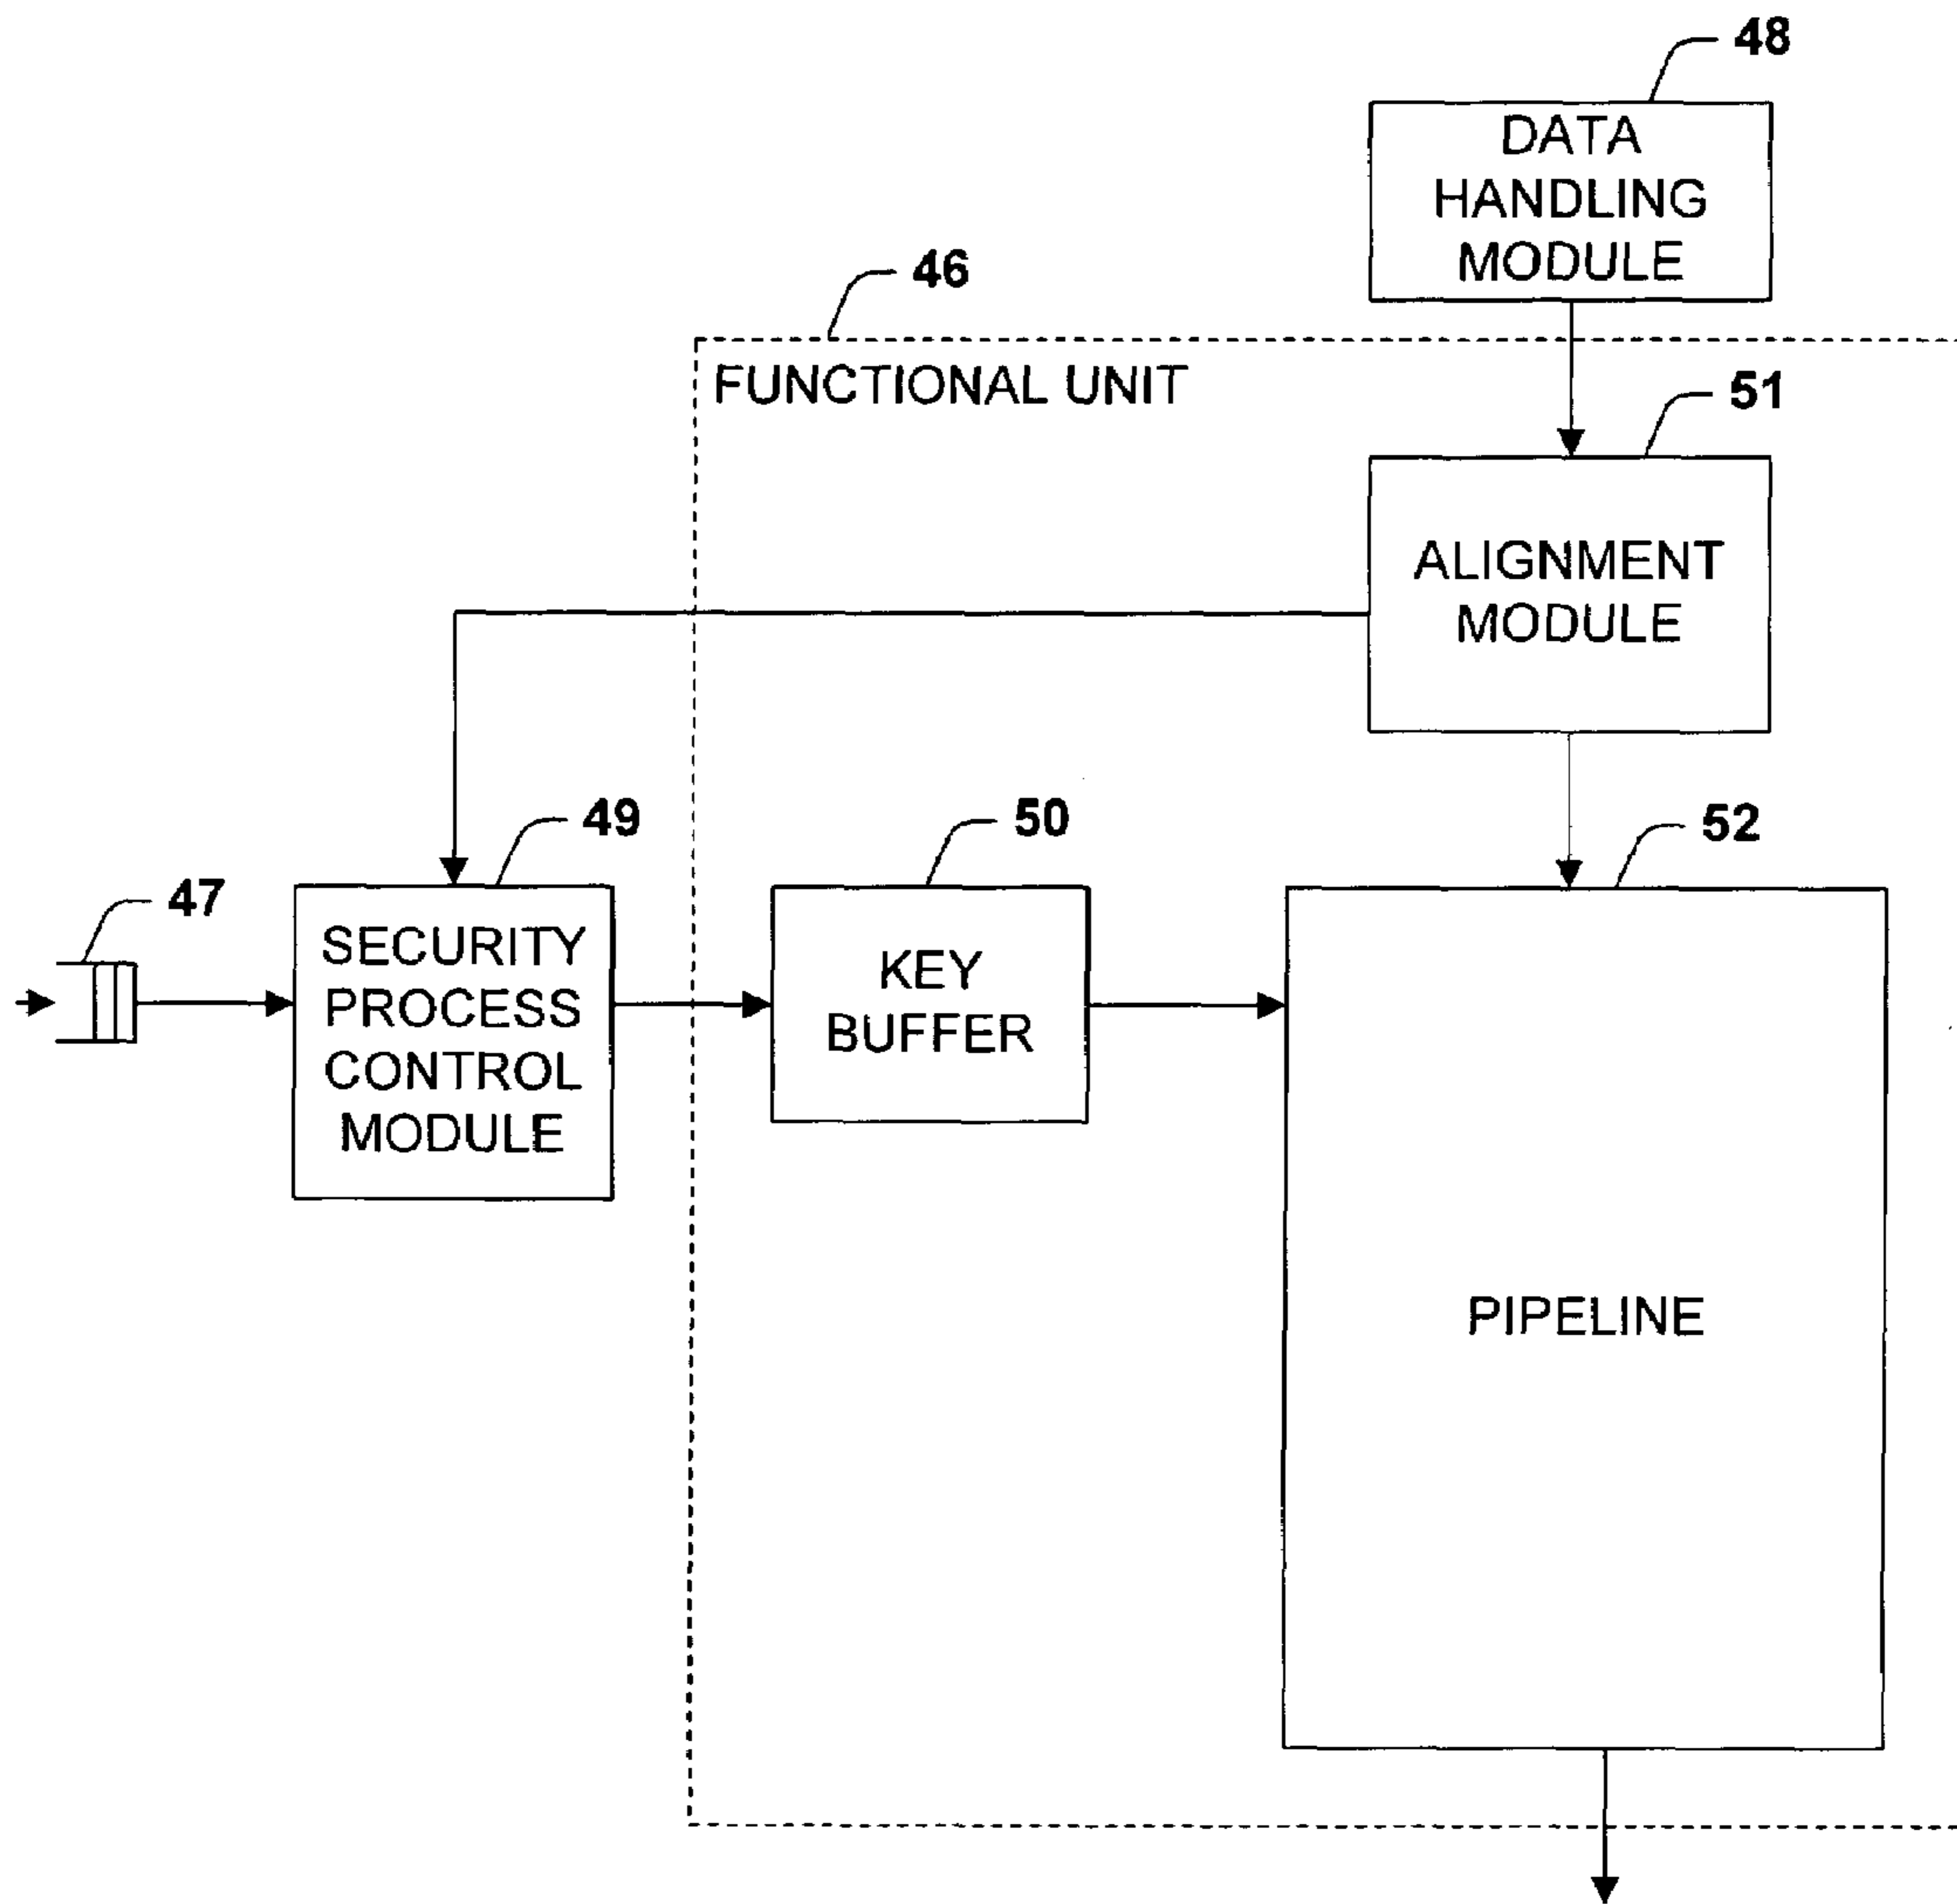 48
DATA
HANDLING
MODULE
46
FUNCTIONAL UNIT
51
ALIGNMENT
MODULE
49
50
52
47
SECURITY
PROCESS
CONTROL
MODULE
KEY
BUFFER
PIPELINE